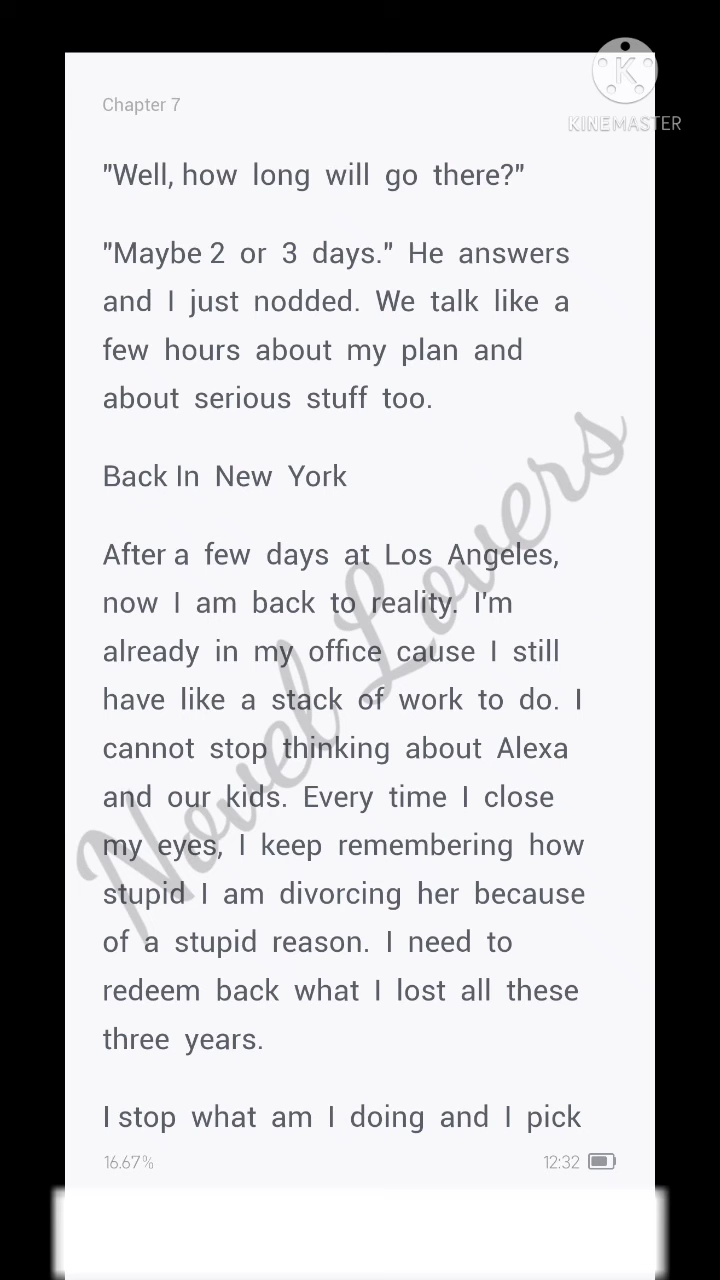 Chapter 7
KINEMASTER
"Well, how long will go there?"
"Maybe 2 or 3 days." He answers
and I just nodded. We talk like a
few hours about my plan and
about serious stuff too.
Back In New York
After a few days at Los Angeles,
now I am back to reality. I'm
already in my office cause I still
have like a stack of work to do. I
cannot stop thinking about Alexa
and our kids. Every time I close
my eyes, I keep remembering how
stupid I am divorcing her because
of a stupid reason. I need to
redeem back what I lost all these
three years.
I stop what am I doing and I pick
16.67%
12:32
Novel Lovers